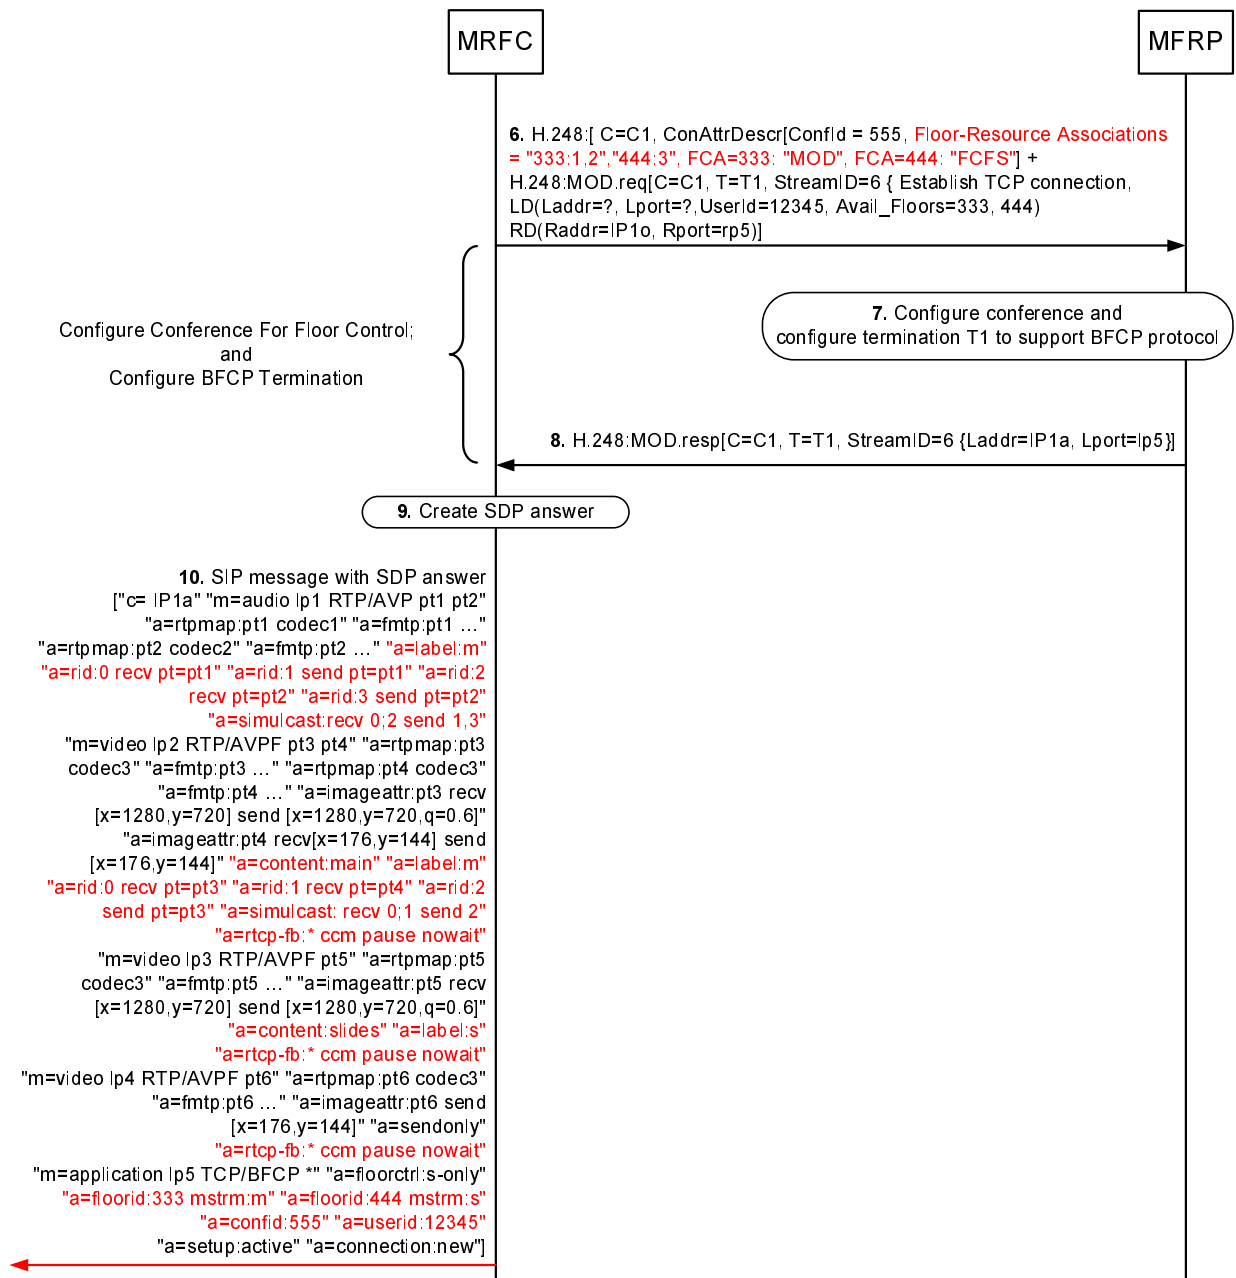 MRFC
MFRP
6. H.248:[ C=C1, ConAttrDescr[ConfId = 555, Floor-Resource Associations
= "333:1,2","444:3", FCA=333: "MOD", FCA=444: "FCFS"] +
H.248:MOD.req[C=C1, T=T1, StreamID=6 { Establish TCP connection,
LD(Laddr=?, Lport=?,UserId=12345, Avail_Floors=333, 444)
RD(Raddr=IP1o, Rport=rp5)]
7. Configure conference and
configure termination T1 to support BFCP protocol
Configure Conference For Floor Control;
and
Configure BFCP Termination
8. H.248:MOD.resp[C=C1, T=T1, StreamID=6 {Laddr=IP1a, Lport=lp5}]
9. Create SDP answer
10. SIP message with SDP answer
["c= IP1a" "m=audio lp1 RTP/AVP pt1 pt2"
"a=rtpmap:pt1 codec1" "a=fmtp:pt1 ..."
"a=rtpmap:pt2 codec2" "a=fmtp:pt2 ..." "a=label:m"
"a=rid:0 recv pt=pt1" "a=rid:1 send pt=pt1" "a=rid:2
recv pt=pt2" "a=rid:3 send pt=pt2"
"a=simulcast:recv 0;2 send 1,3"
"m=video lp2 RTP/AVPF pt3 pt4" "a=rtpmap:pt3
codec3" "a=fmtp:pt3 ..." "a=rtpmap:pt4 codec3"
"a=fmtp:pt4 ..." "a=imageattr:pt3 recv
[x=1280,y=720] send [x=1280,y=720,q=0.6]"
"a=imageattr:pt4 recv[x=176,y=144] send
[x=176,y=144]" "a=content:main" "a=label:m"
"a=rid:0 recv pt=pt3" "a=rid:1 recv pt=pt4" "a=rid:2
send pt=pt3" "a=simulcast: recv 0;1 send 2"
"a=rtcp-fb:* ccm pause nowait"
"m=video lp3 RTP/AVPF pt5" "a=rtpmap:pt5
codec3" "a=fmtp:pt5 ..." "a=imageattr:pt5 recv
[x=1280,y=720] send [x=1280,y=720,q=0.6]"
"a=content:slides" "a=label:s"
"a=rtcp-fb:* ccm pause nowait"
"m=video lp4 RTP/AVPF pt6" "a=rtpmap:pt6 codec3"
"a=fmtp:pt6 ..." "a=imageattr:pt6 send
[x=176,y=144]" "a=sendonly"
"a=rtcp-fb:* ccm pause nowait"
"m=application lp5 TCP/BFCP *" "a=floorctrl:s-only"
"a=floorid:333 mstrm:m" "a=floorid:444 mstrm:s"
"a=confid:555" "a=userid:12345"
"a=setup:active" "a=connection:new"]